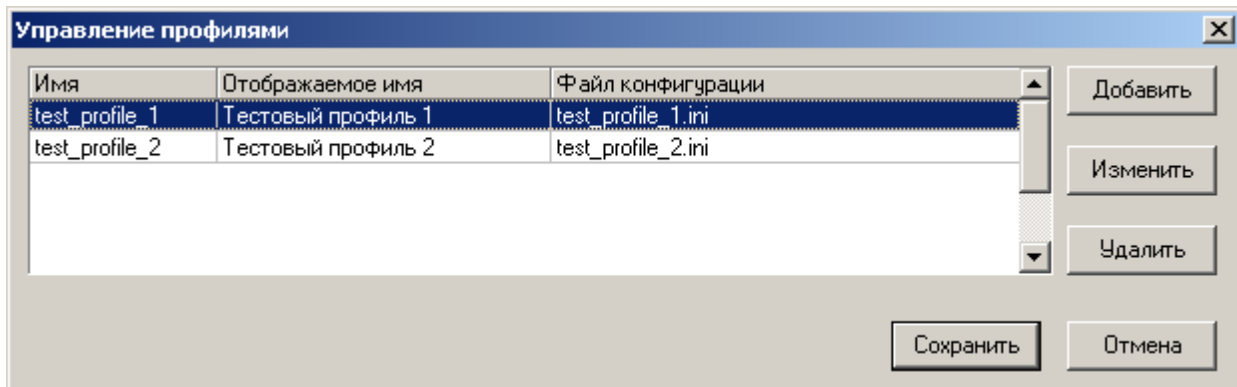 Управление профилями
Имя Отображаемое имя Файл конфигурации
test_profile_1 Тестовый профиль 1 test_profile_1.ini
test_profile_2 Тестовый профиль 2 test_profile_2.ini
Добавить
Изменить
Удалить
Сохранить Отмена